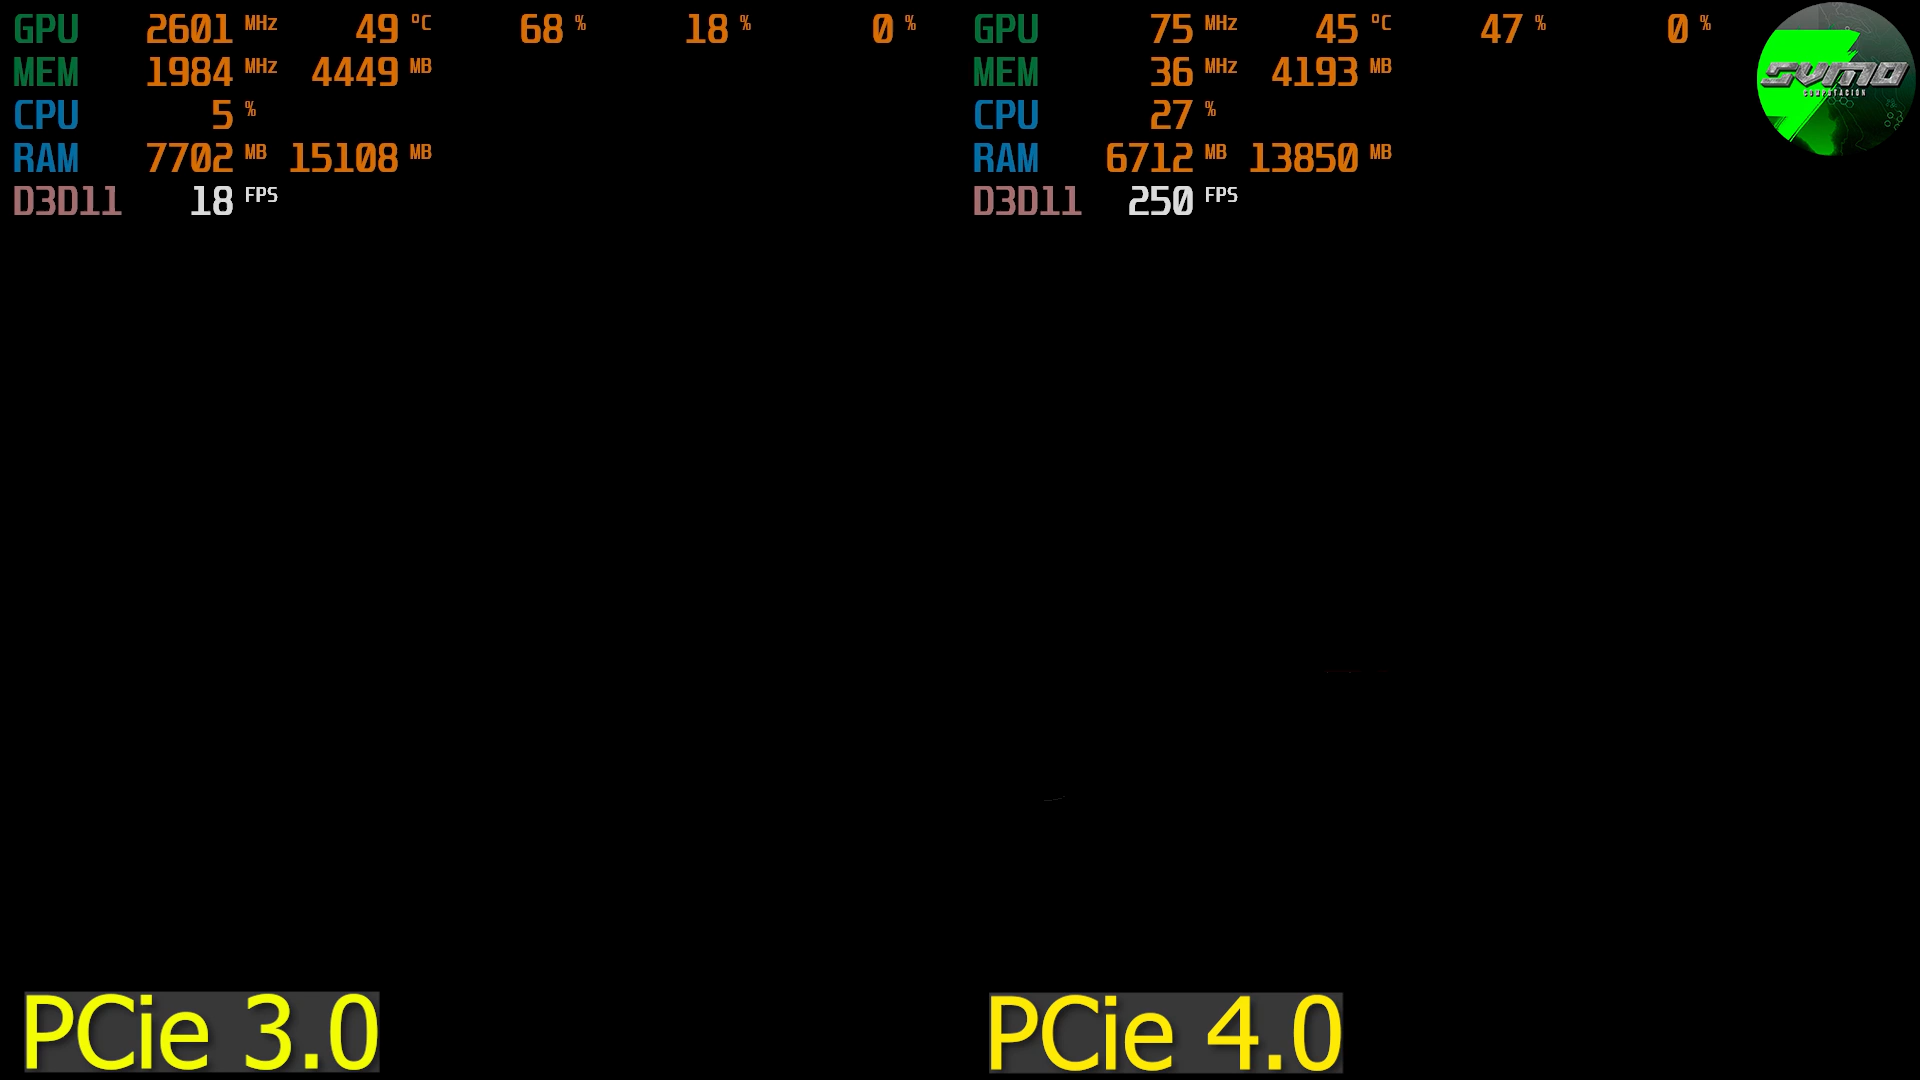 GPU 2601 MHz 49 °C 68 % 18 % 0 %
MEM 1984 MHz 4449 MB
CPU 5 %
RAM 7702 MB 15108 MB
D3D11 18 FPS
GPU 75 MHz 45 °C 47 % 0 %
MEM 36 MHz 4193 MB
CPU 27 %
RAM 6712 MB 13850 MB
D3D11 250 FPS
SVMO
COMPUTACION
PCie 3.0
PCie 4.0